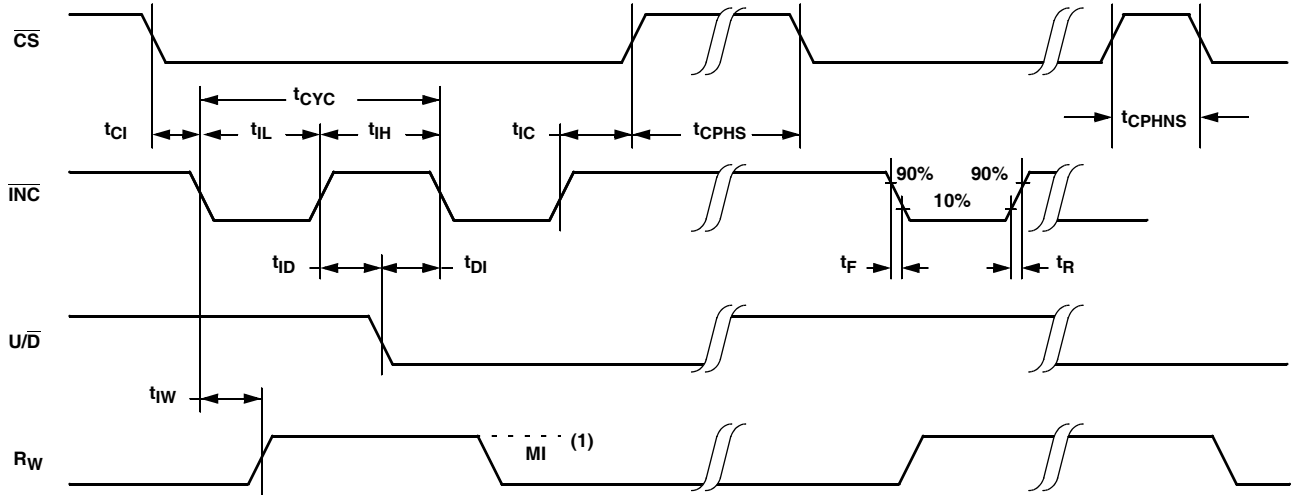 CS
tCYC
tCI tIL tIH tIC tCPHS tCPHNS
INC
90% 90%
10%
tID tDI tF tR
U/D
tIW
(1)
MI
RW